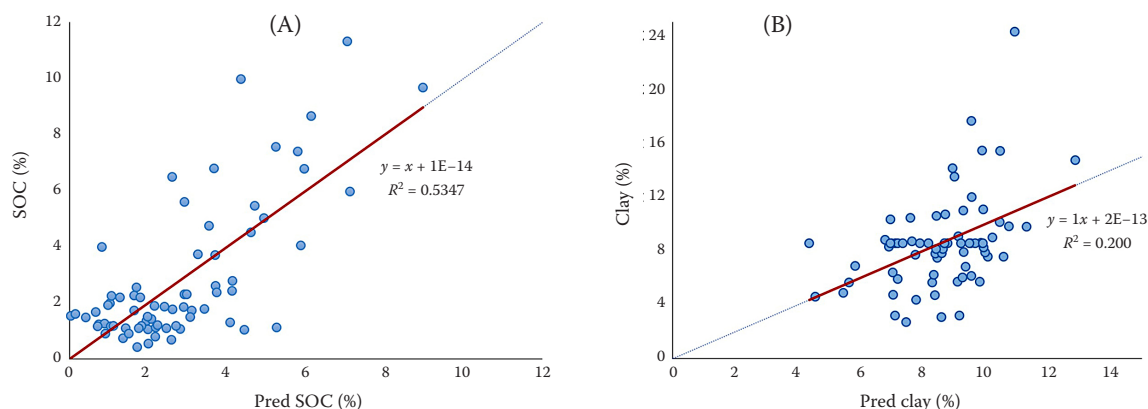 (A)
12
10
8
6
4
2
0
SOC (%)
y = x + 1E–14
R² = 0.5347
0 2 4 6 8 10 12
Pred SOC (%)
(B)
: 24
: 20
: 16
12
8
4
0
Clay (%)
y = 1x + 2E–13
R² = 0.200
0 2 4 6 8 10 12 14
Pred clay (%)